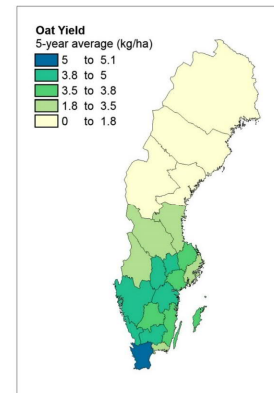 Oat Yield
5-year average (kg/ha)
5 to 5.1
3.8 to 5
3.5 to 3.8
1.8 to 3.5
0 to 1.8